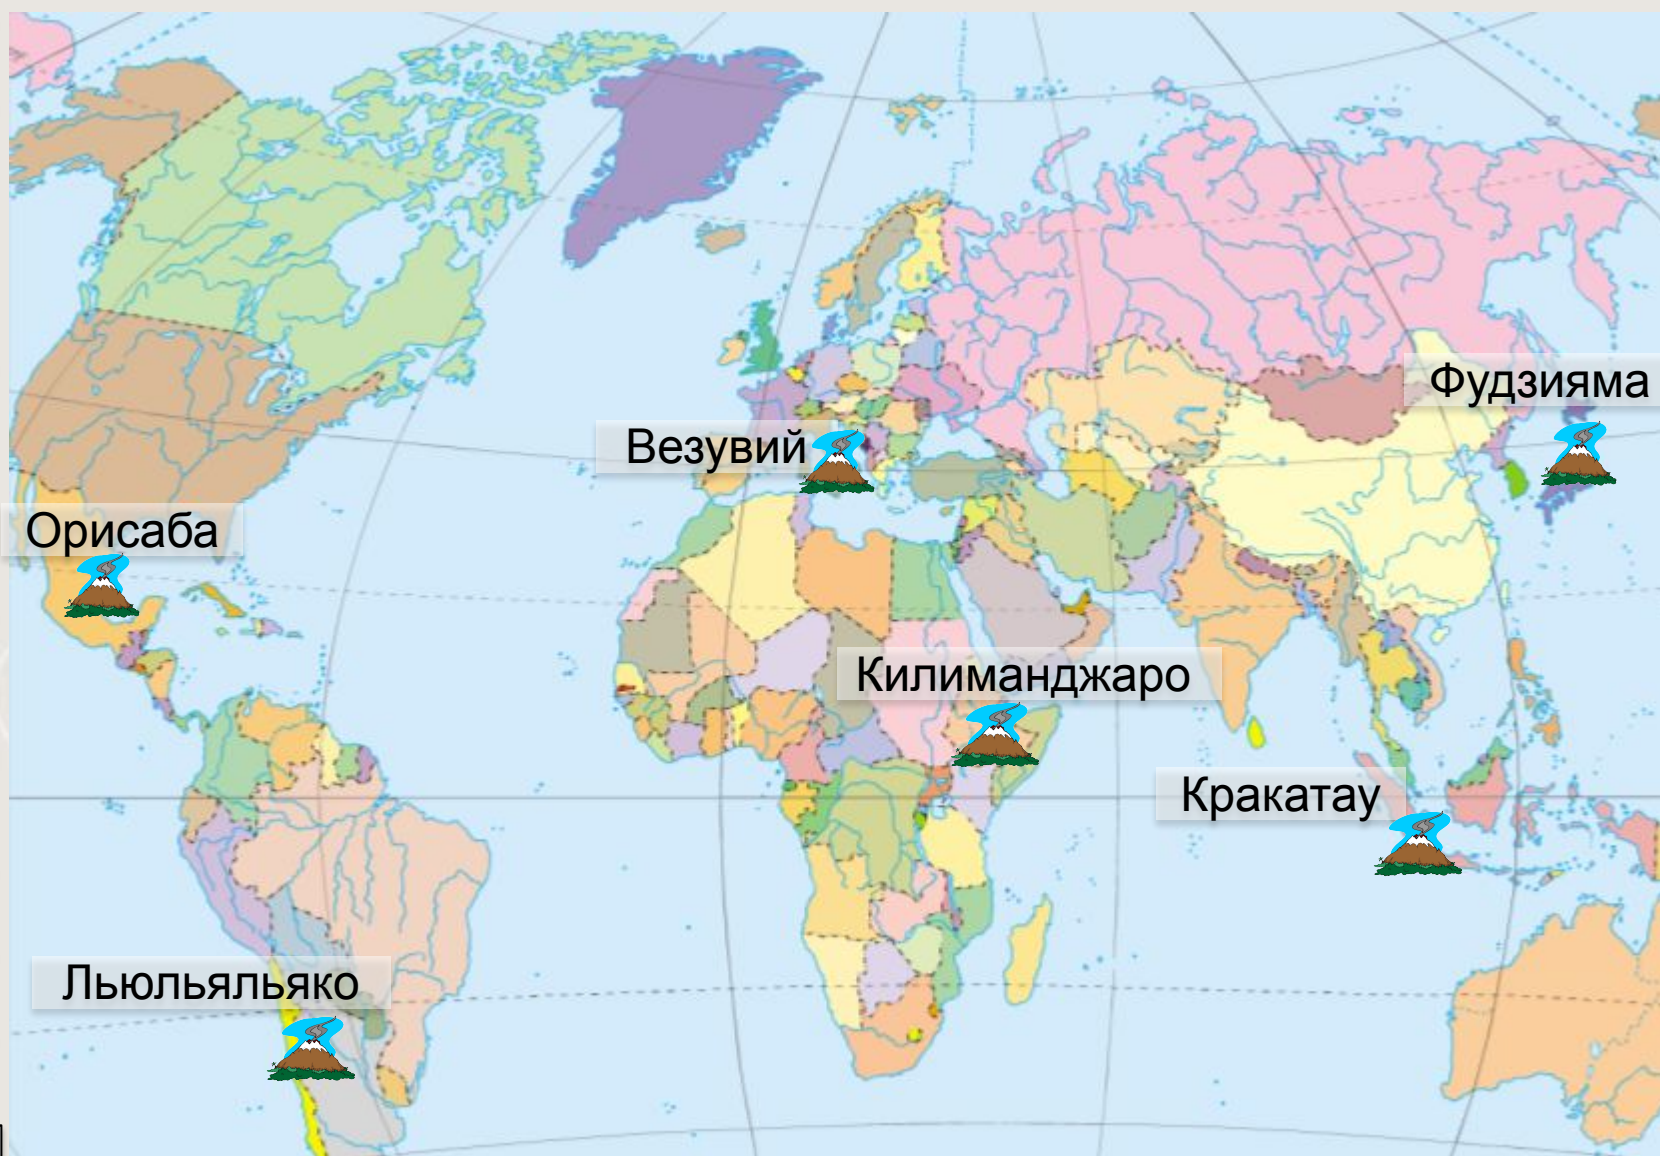 Фудзияма
Везувий
Орисаба
Килиманджаро
Кракатау
Льюльяльяко